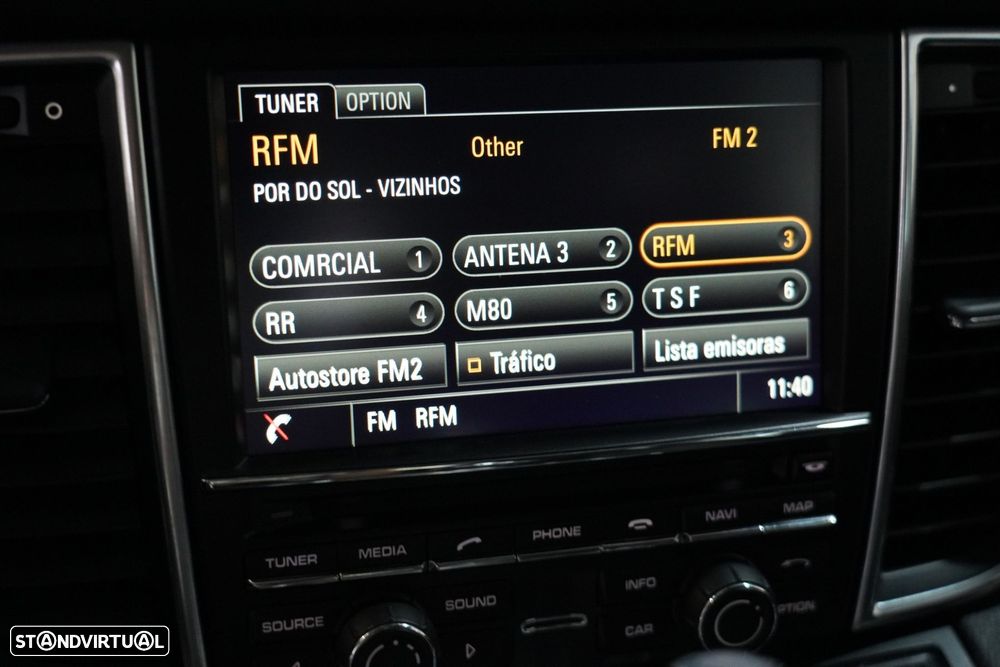 TUNER OPTION
RFM Other FM 2
POR DO SOL - VIZINHOS
COMRCIAL 1 ANTENA 3 2 RFM 3
RR 4 M80 5 T S F 6
Autostore FM2 Tráfico Lista emisoras
FM RFM 11:40
TUNER MEDIA PHONE NAVI MAP
SOURCE SOUND INFO
CAR OPTION
STANDVIRTUAL